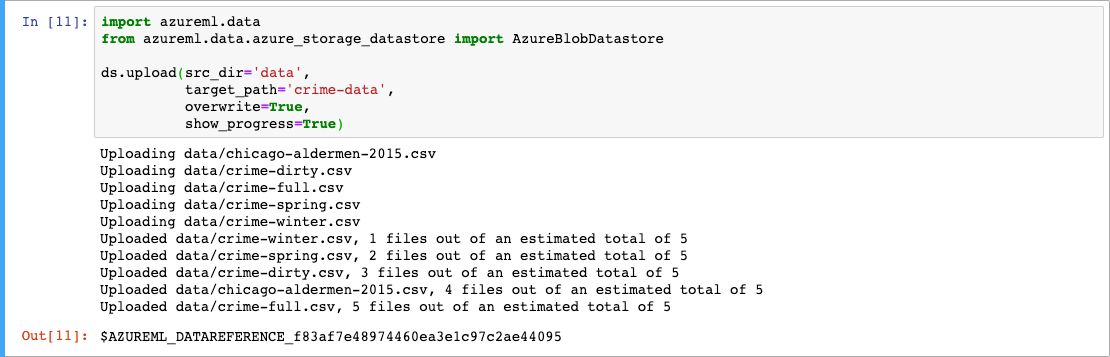 In [11]: import azureml.data
from azureml.data.azure_storage_datastore import AzureBlobDatastore
ds.upload(src_dir='data',
target_path='crime-data',
overwrite=True,
show_progress=True)
Uploading data/chicago-aldermen-2015.csv
Uploading data/crime-dirty.csv
Uploading data/crime-full.csv
Uploading data/crime-spring.csv
Uploading data/crime-winter.csv
Uploaded data/crime-winter.csv, 1 files out of an estimated total of 5
Uploaded data/crime-spring.csv, 2 files out of an estimated total of 5
Uploaded data/crime-dirty.csv, 3 files out of an estimated total of 5
Uploaded data/chicago-aldermen-2015.csv, 4 files out of an estimated total of 5
Uploaded data/crime-full.csv, 5 files out of an estimated total of 5
Out[11]: $AZUREML_DATAREFERENCE_f83af7e48974460ea3e1c97c2ae44095